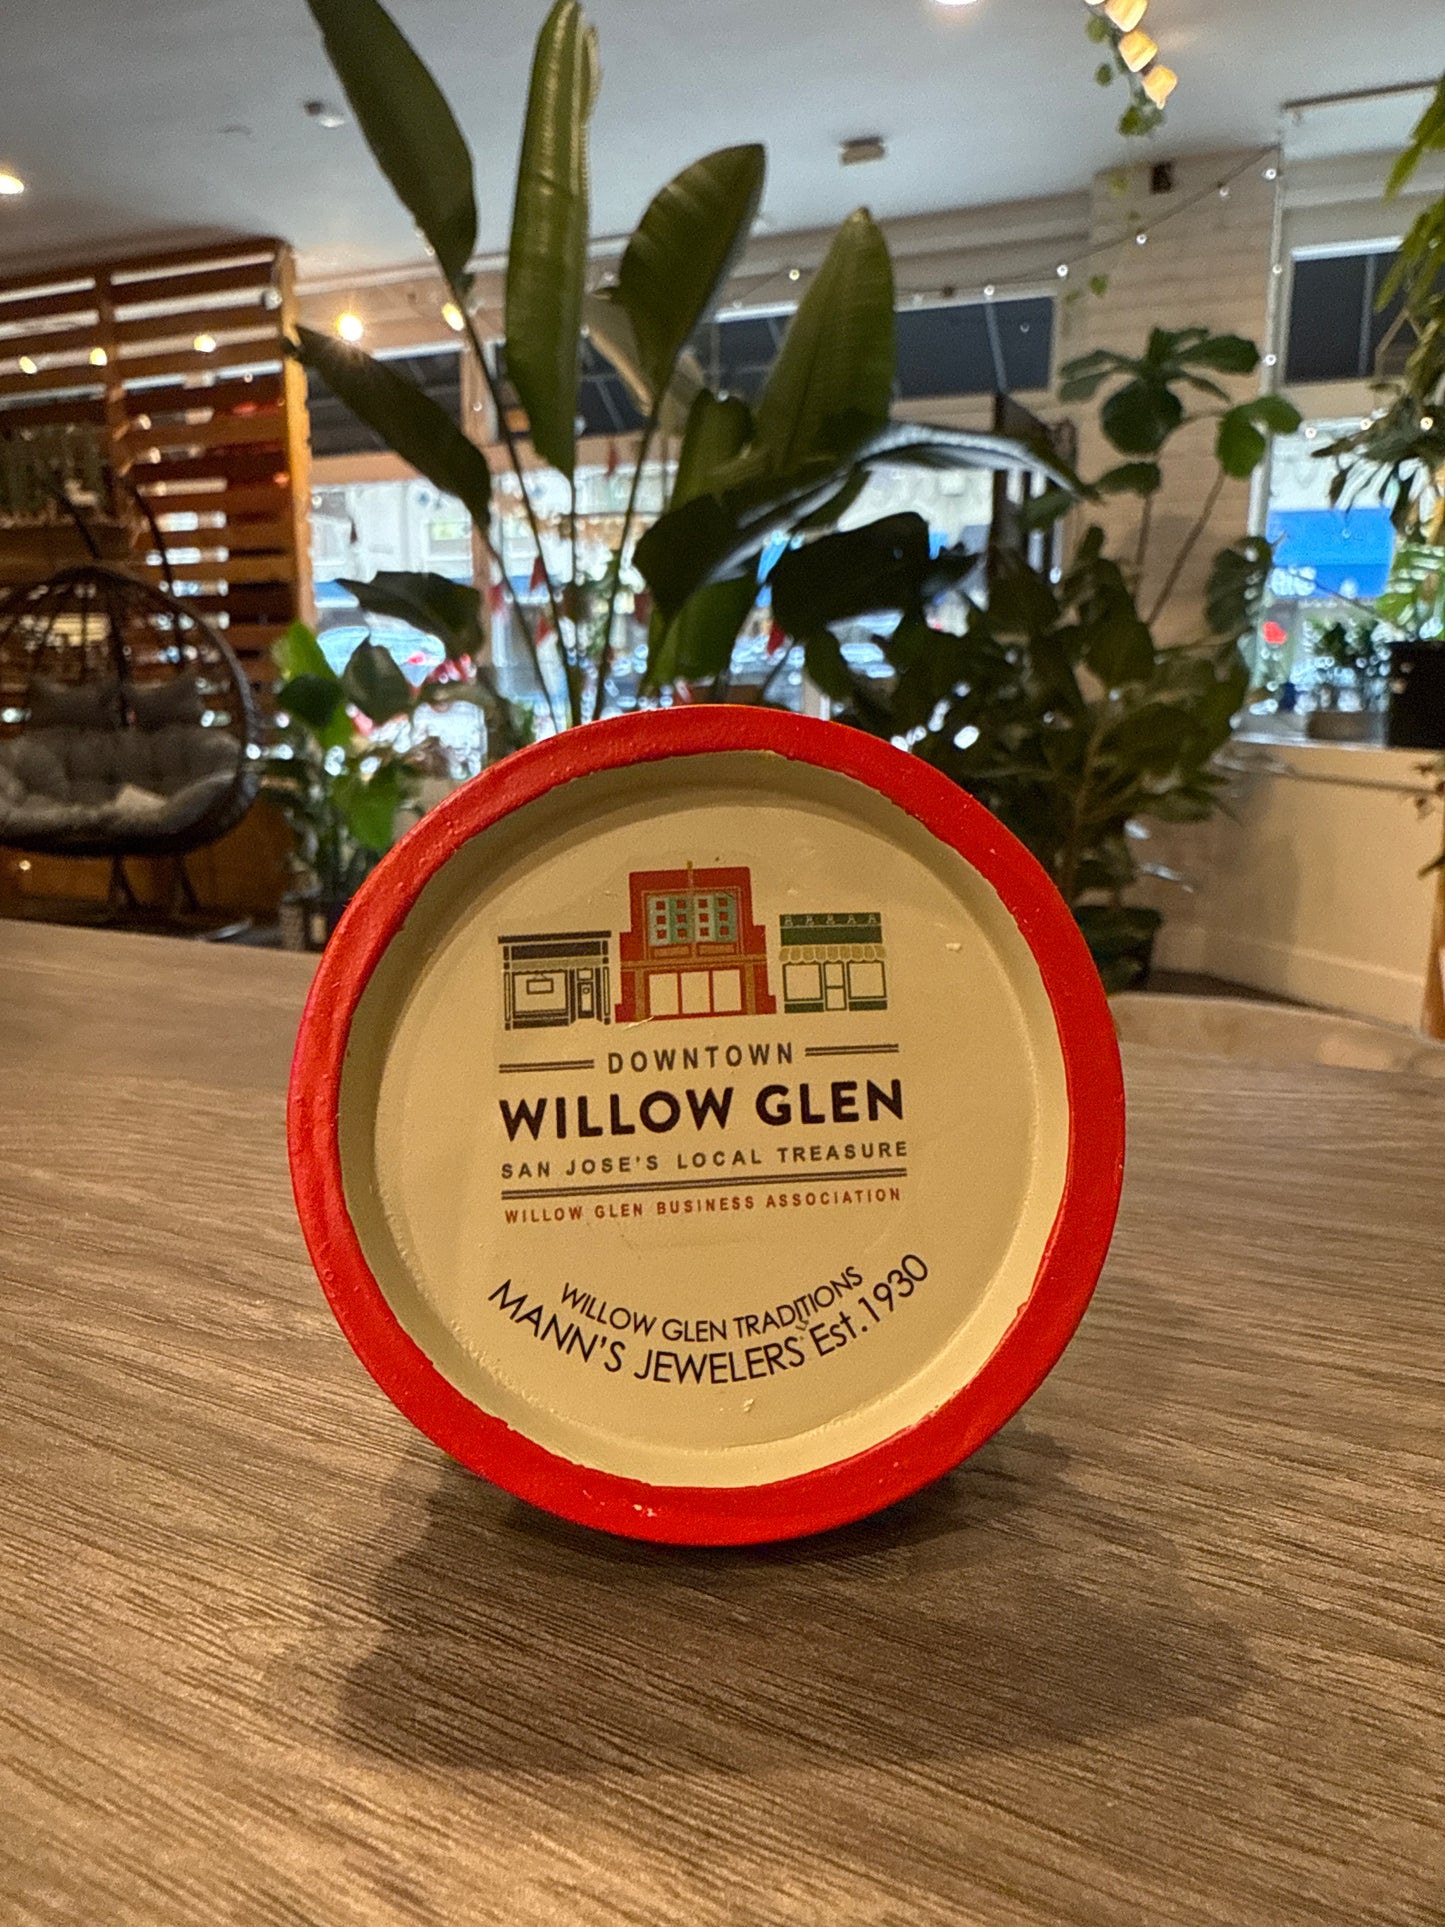 DOWNTOWN
WILLOW GLEN
SAN JOSE'S LOCAL TREASURE
WILLOW GLEN BUSINESS ASSOCIATION
WILLOW GLEN TRADITIONS
MANN'S JEWELERS Est.1930